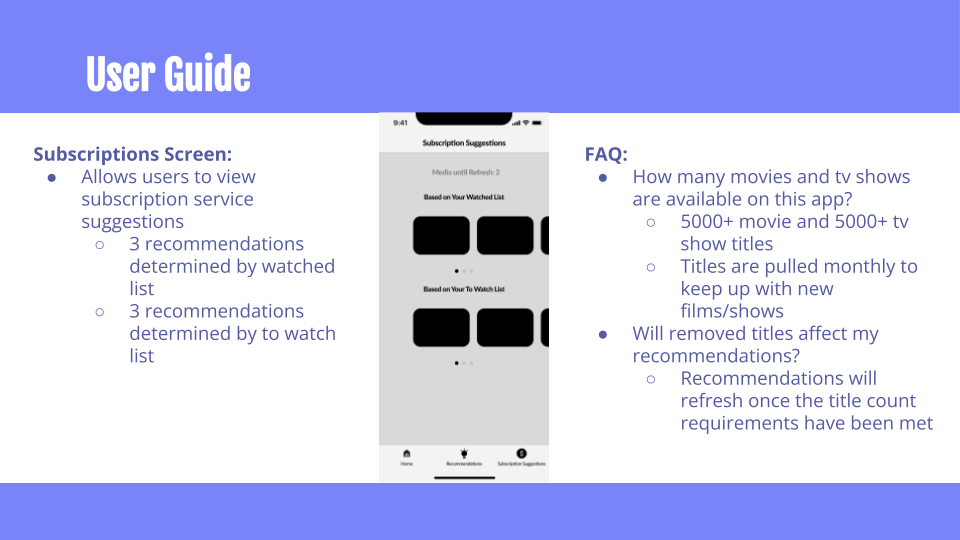 User Guide
Subscriptions Screen:
● Allows users to view
subscription service
suggestions
○ 3 recommendations
determined by watched
list
○ 3 recommendations
determined by to watch
list
9:41
Subscription Suggestions
Media until Refresh: 2
Based on Your Watched List
Based on Your To Watch List
Home
Recommendations
Subscription Suggestions
FAQ:
● How many movies and tv shows
are available on this app?
○ 5000+ movie and 5000+ tv
show titles
○ Titles are pulled monthly to
keep up with new
films/shows
● Will removed titles affect my
recommendations?
○ Recommendations will
refresh once the title count
requirements have been met